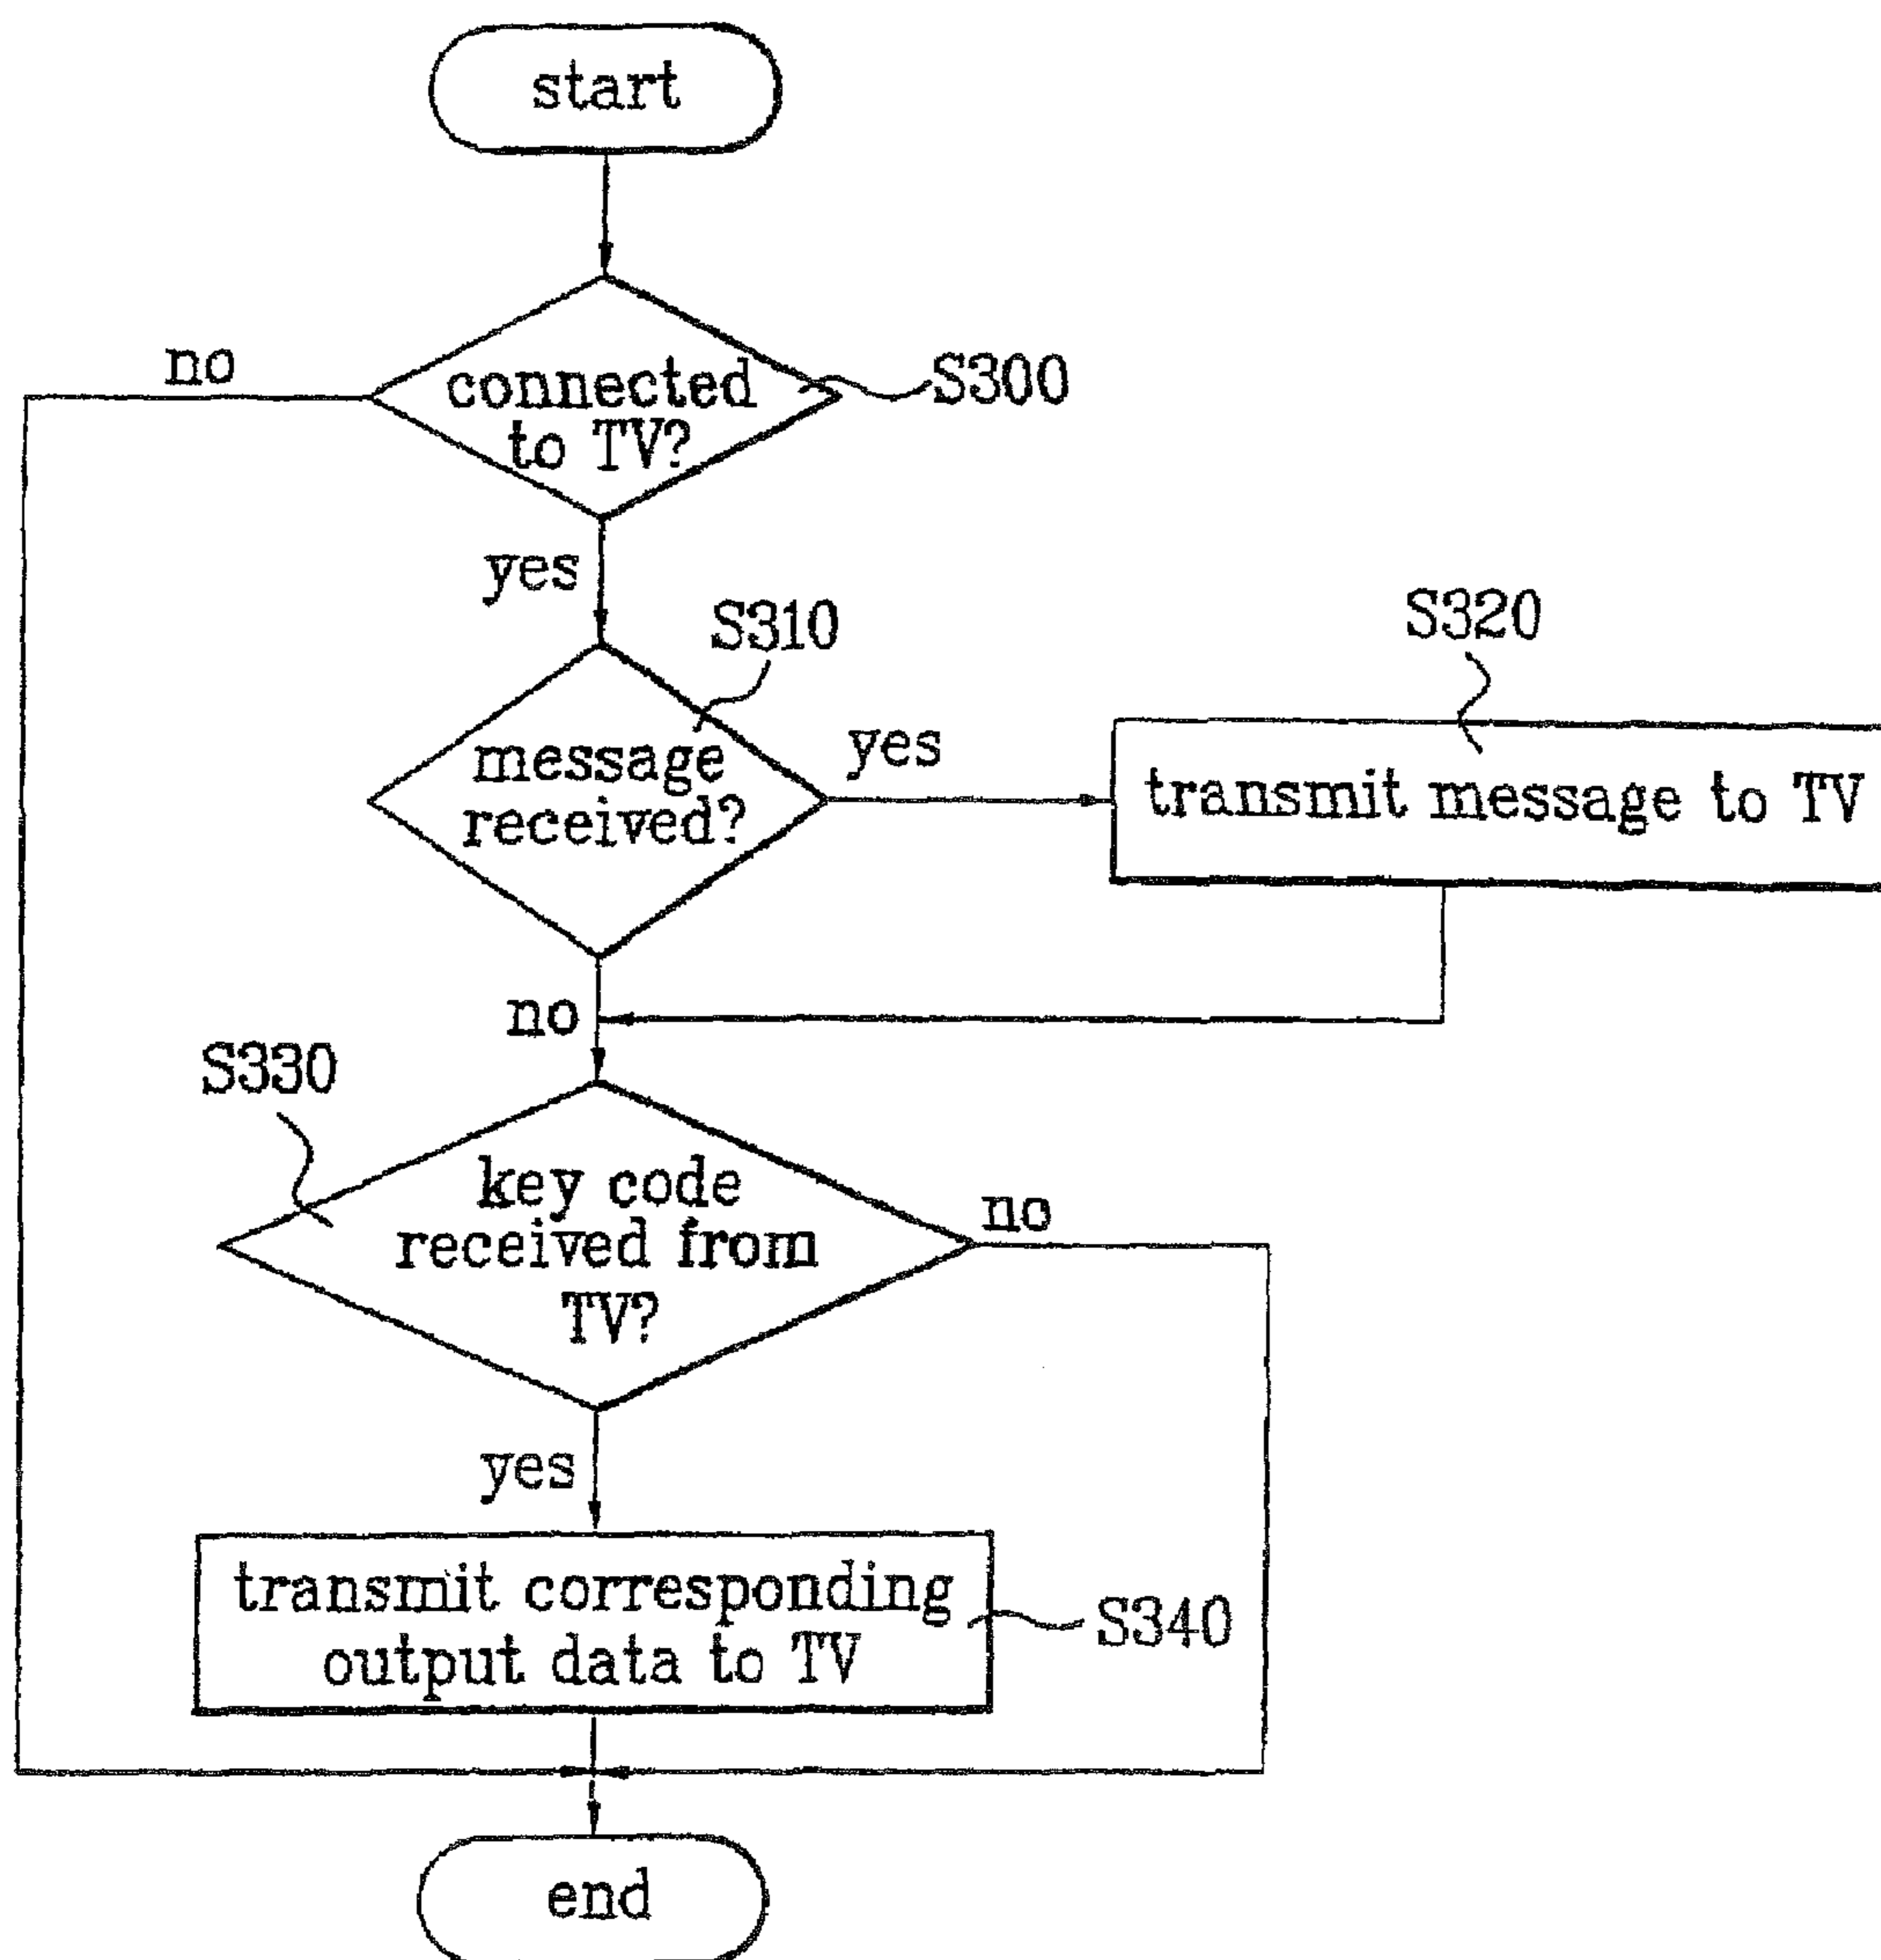 start
no
connected
to TV?
S300
yes
S310
S320
message
received?
yes
transmit message to TV
no
S330
key code
received from
TV?
no
yes
transmit corresponding
output data to TV
S340
end